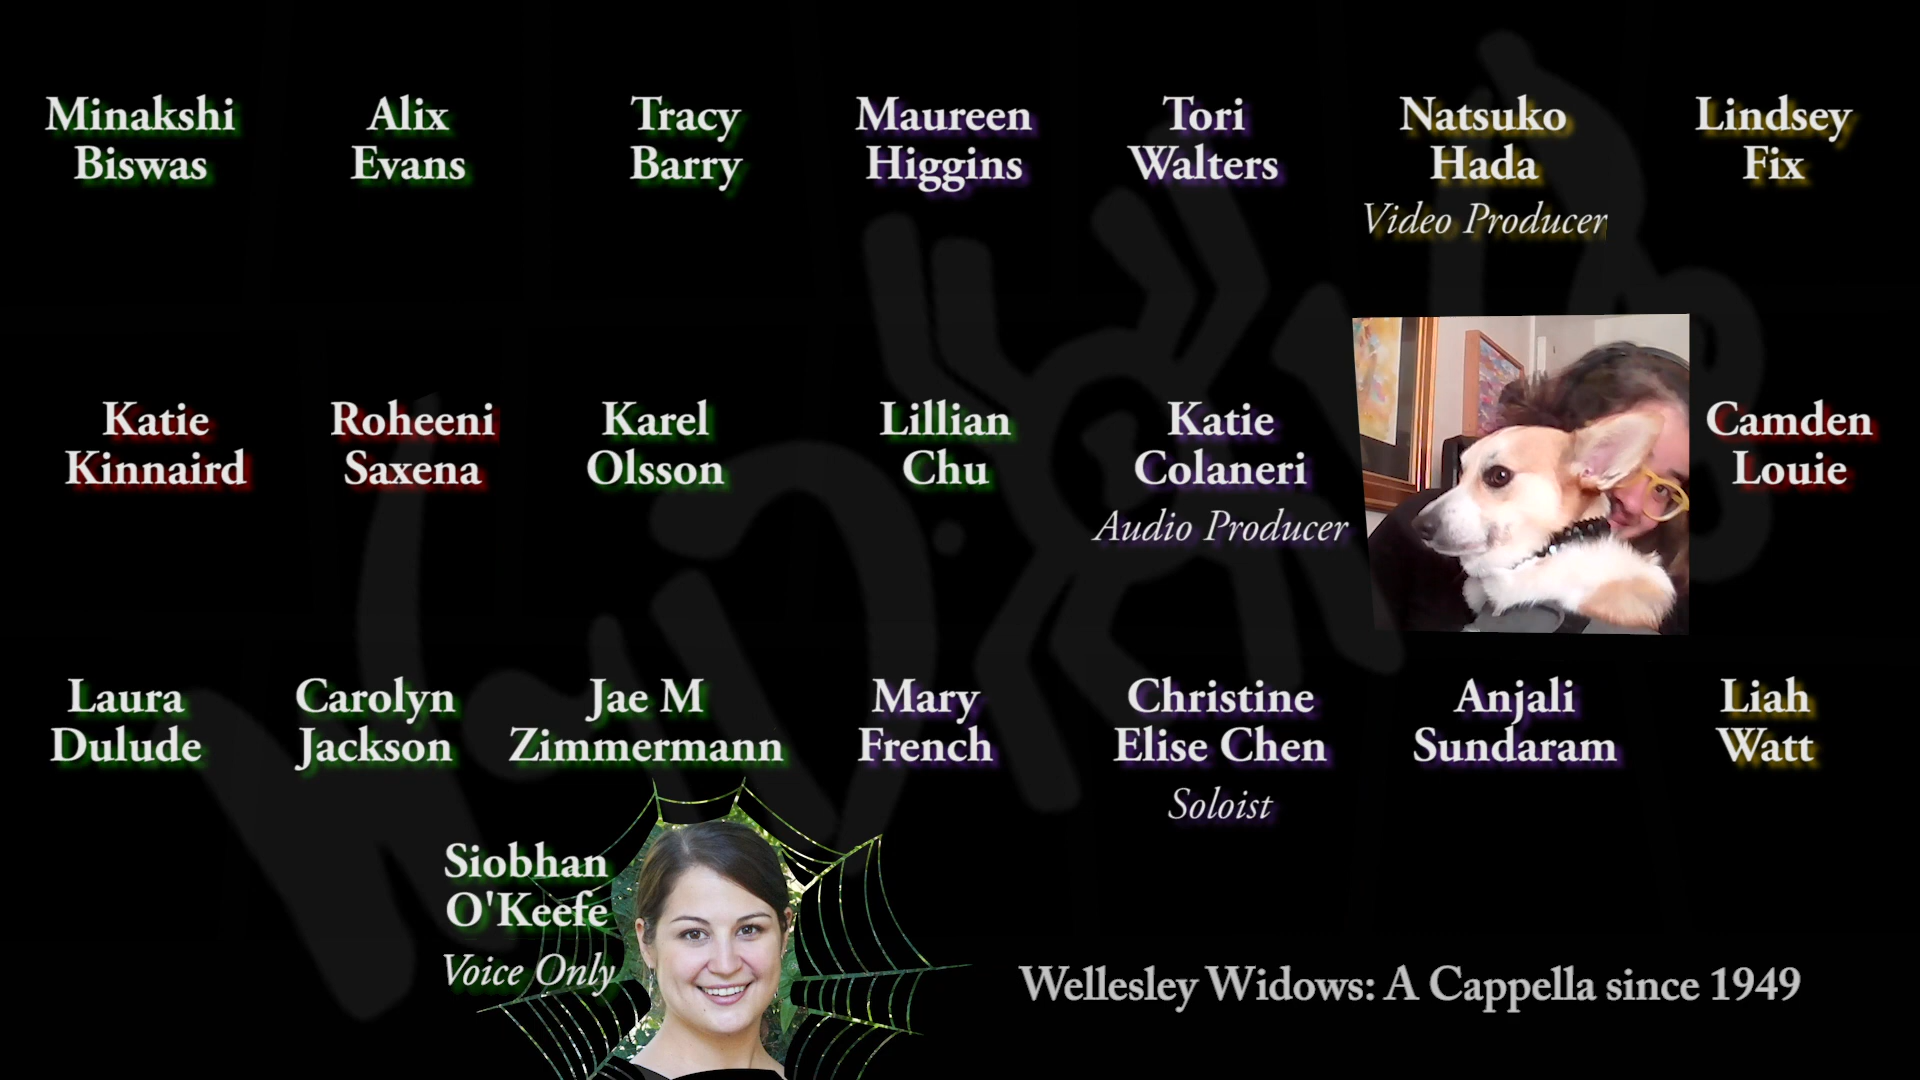 Minakshi
Biswas
Alix
Evans
Tracy
Barry
Maureen
Higgins
Tori
Walters
Natsuko
Hada
Video Producer
Lindsey
Fix
Katie
Kinnaird
Roheeni
Saxena
Karel
Olsson
Lillian
Chu
Katie
Colaneri
Audio Producer
Camden
Louie
Laura
Dulude
Carolyn
Jackson
Jae M
Zimmermann
Mary
French
Christine
Elise Chen
Soloist
Anjali
Sundaram
Liah
Watt
Siobhan
O'Keefe
Voice Only
Wellesley Widows: A Cappella since 1949